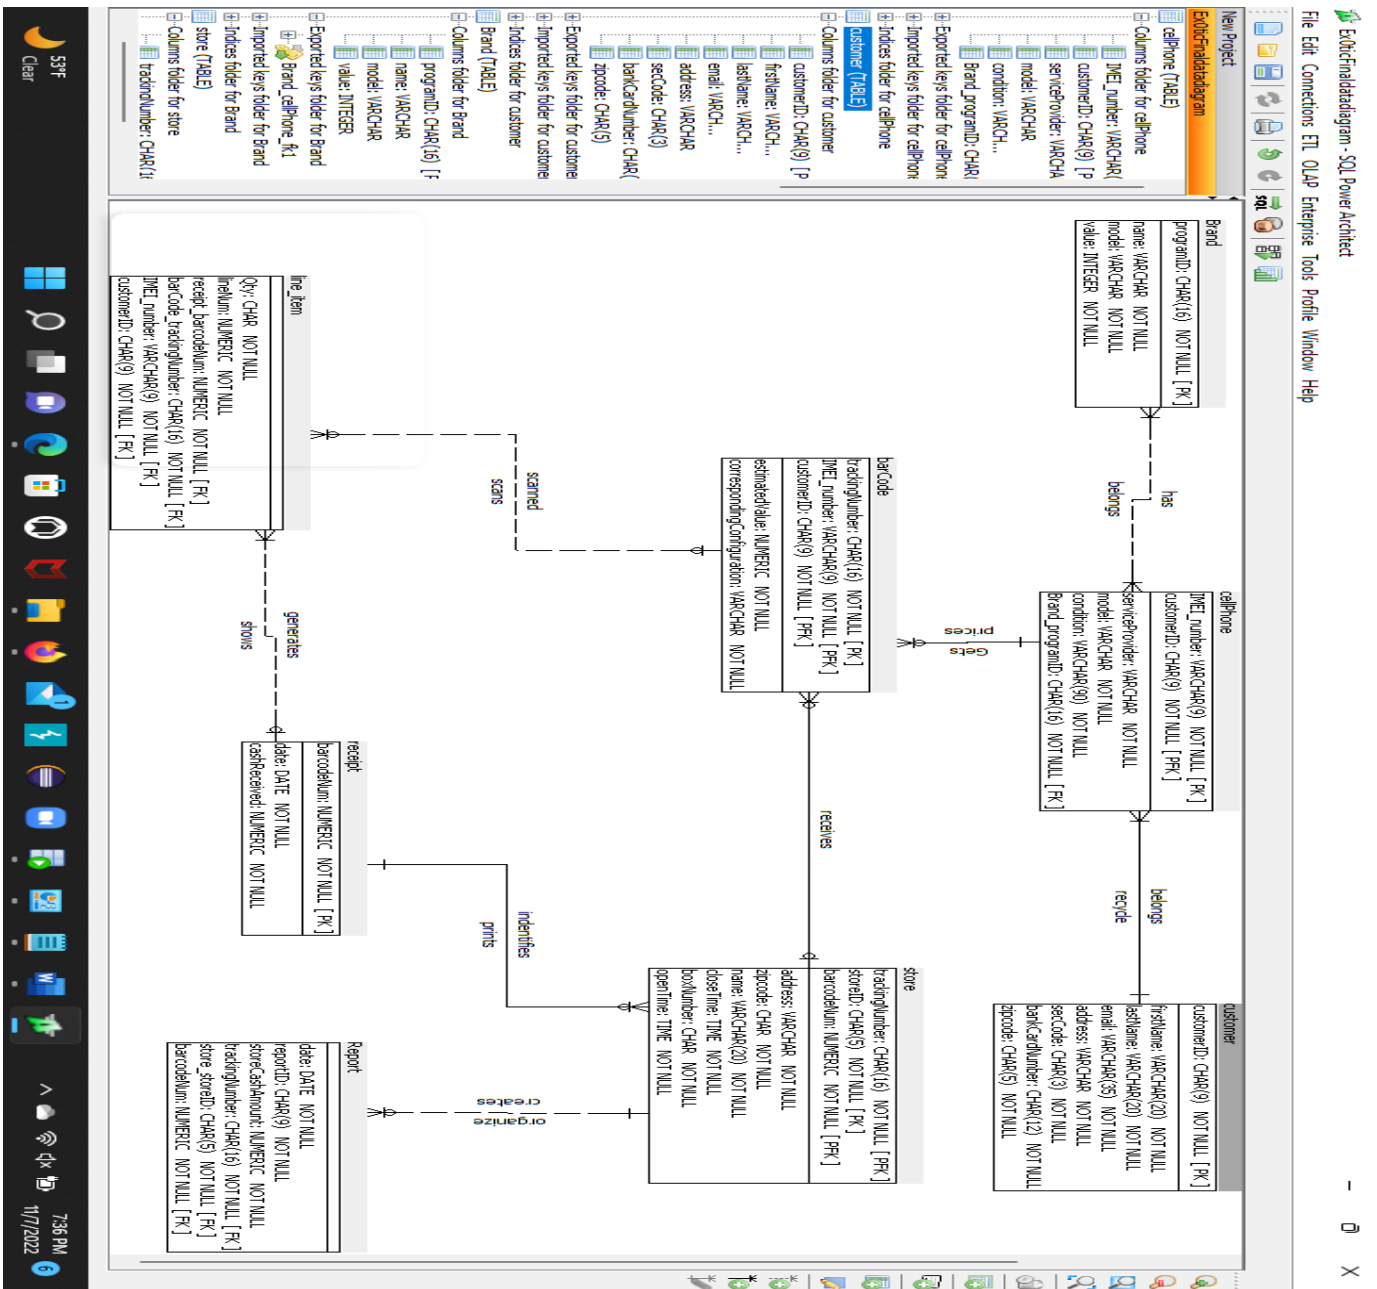 Ex0ticFinaldatadiagram - SQL Power Architect
File Edit Connections ETL OLAP Enterprise Tools Profile Window Help
SQL
New Project
Ex0ticFinaldatadiagram
cellPhone (TABLE)
Columns folder for cellPhone
IMEI_number: VARCHAR(
customerID: CHAR(9) [P
serviceProvider: VARCHA
model: VARCHAR
condition: VARCH...
Brand_programID: CHAR(
Exported keys folder for cellPhon
Imported keys folder for cellPhon
Indices folder for cellPhone
customer (TABLE)
Columns folder for customer
customerID: CHAR(9) [P
firstName: VARCH...
lastName: VARCH...
email: VARCH...
address: VARCHAR
secCode: CHAR(3)
bankCardNumber: CHAR(
zipcode: CHAR(5)
Exported keys folder for custome
Imported keys folder for custome
Indices folder for customer
Brand (TABLE)
Columns folder for Brand
programID: CHAR(16) [F
name: VARCHAR
model: VARCHAR
value: INTEGER
Exported keys folder for Brand
Brand_cellPhone_fk1
Imported keys folder for Brand
Indices folder for Brand
store (TABLE)
Columns folder for store
trackingNumber: CHAR(1
Brand
programID: CHAR(16) NOT NULL [ PK ]
name: VARCHAR NOT NULL
model: VARCHAR NOT NULL
value: INTEGER NOT NULL
has
belongs
cellPhone
IMEI_number: VARCHAR(9) NOT NULL [ PK ]
customerID: CHAR(9) NOT NULL [ PFK ]
serviceProvider: VARCHAR NOT NULL
model: VARCHAR NOT NULL
condition: VARCHAR(90) NOT NULL
Brand_programID: CHAR(16) NOT NULL [ FK ]
belongs
recycle
customer
customerID: CHAR(9) NOT NULL [ PK ]
firstName: VARCHAR(20) NOT NULL
lastName: VARCHAR(20) NOT NULL
email: VARCHAR(35) NOT NULL
address: VARCHAR NOT NULL
secCode: CHAR(3) NOT NULL
bankCardNumber: CHAR(12) NOT NULL
zipcode: CHAR(5) NOT NULL
Gets
prices
barCode
trackingNumber: CHAR(16) NOT NULL [ PK ]
IMEI_number: VARCHAR(9) NOT NULL [ PFK ]
customerID: CHAR(9) NOT NULL [ PFK ]
estimatedValue: NUMERIC NOT NULL
correspondingConfiguration: VARCHAR NOT NULL
receives
store
trackingNumber: CHAR(16) NOT NULL [ PFK ]
storeID: CHAR(5) NOT NULL [ PK ]
barcodeNum: NUMERIC NOT NULL [ PFK ]
address: VARCHAR NOT NULL
zipcode: CHAR NOT NULL
name: VARCHAR(20) NOT NULL
closeTime: TIME NOT NULL
boxNumber: CHAR NOT NULL
openTime: TIME NOT NULL
scanned
scans
indentifies
prints
organize
creates
line_item
Qty: CHAR NOT NULL
lineNum: NUMERIC NOT NULL
receipt_barcodeNum: NUMERIC NOT NULL [ FK ]
barCode_trackingNumber: CHAR(16) NOT NULL [ FK ]
IMEI_number: VARCHAR(9) NOT NULL [ FK ]
customerID: CHAR(9) NOT NULL [ FK ]
generates
shows
receipt
barcodeNum: NUMERIC NOT NULL [ PK ]
date: DATE NOT NULL
cashReceived: NUMERIC NOT NULL
Report
date: DATE NOT NULL
reportID: CHAR(9) NOT NULL
storeCashAmount: NUMERIC NOT NULL
trackingNumber: CHAR(16) NOT NULL [ FK ]
store_storeID: CHAR(5) NOT NULL [ FK ]
barcodeNum: NUMERIC NOT NULL [ FK ]
53°F
Clear
1
7:36 PM
11/7/2022
6